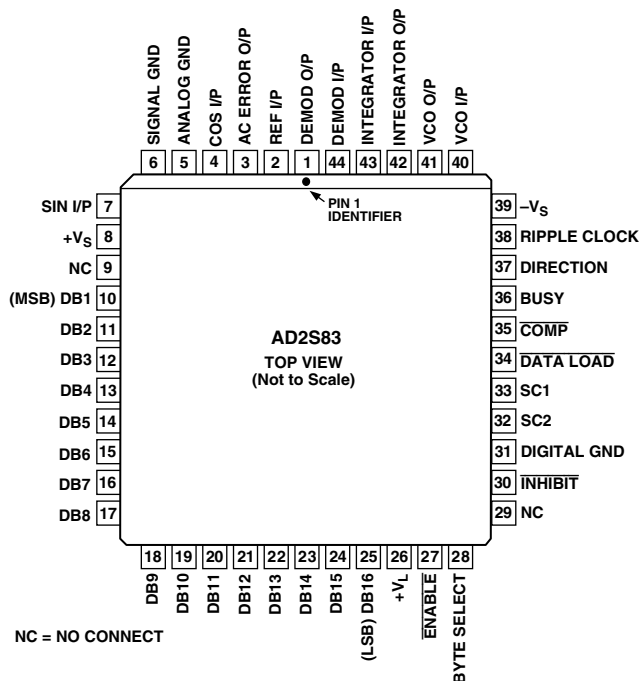 SIGNAL GND
ANALOG GND
COS I/P
AC ERROR O/P
REF I/P
DEMOD O/P
DEMOD I/P
INTEGRATOR I/P
INTEGRATOR O/P
VCO O/P
VCO I/P
6 5 4 3 2 1 44 43 42 41 40
PIN 1
IDENTIFIER
SIN I/P 7
+VS 8
NC 9
(MSB) DB1 10
DB2 11
DB3 12
DB4 13
DB5 14
DB6 15
DB7 16
DB8 17
AD2S83
TOP VIEW
(Not to Scale)
39 –VS
38 RIPPLE CLOCK
37 DIRECTION
36 BUSY
35 COMP
34 DATA LOAD
33 SC1
32 SC2
31 DIGITAL GND
30 INHIBIT
29 NC
18 19 20 21 22 23 24 25 26 27 28
DB9
DB10
DB11
DB12
DB13
DB14
DB15
(LSB) DB16
+VL
ENABLE
BYTE SELECT
NC = NO CONNECT